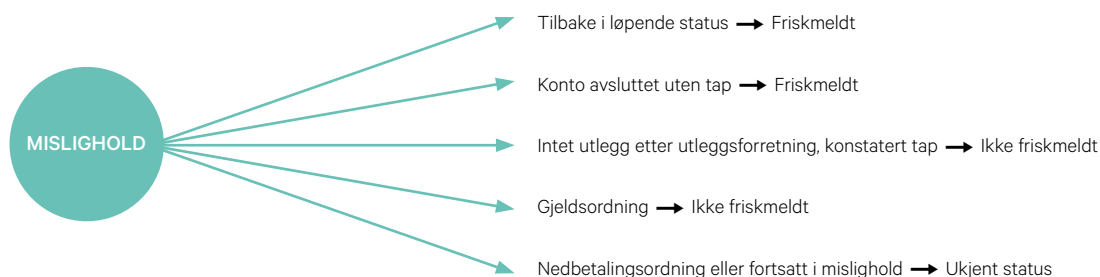 MISLIGHOLD
Tilbake i løpende status → Friskmeldt
Konto avsluttet uten tap → Friskmeldt
Intet utlegg etter utleggsforretning, konstatert tap → Ikke friskmeldt
Gjeldsordning → Ikke friskmeldt
Nedbetalingsordning eller fortsatt i mislighold → Ukjent status